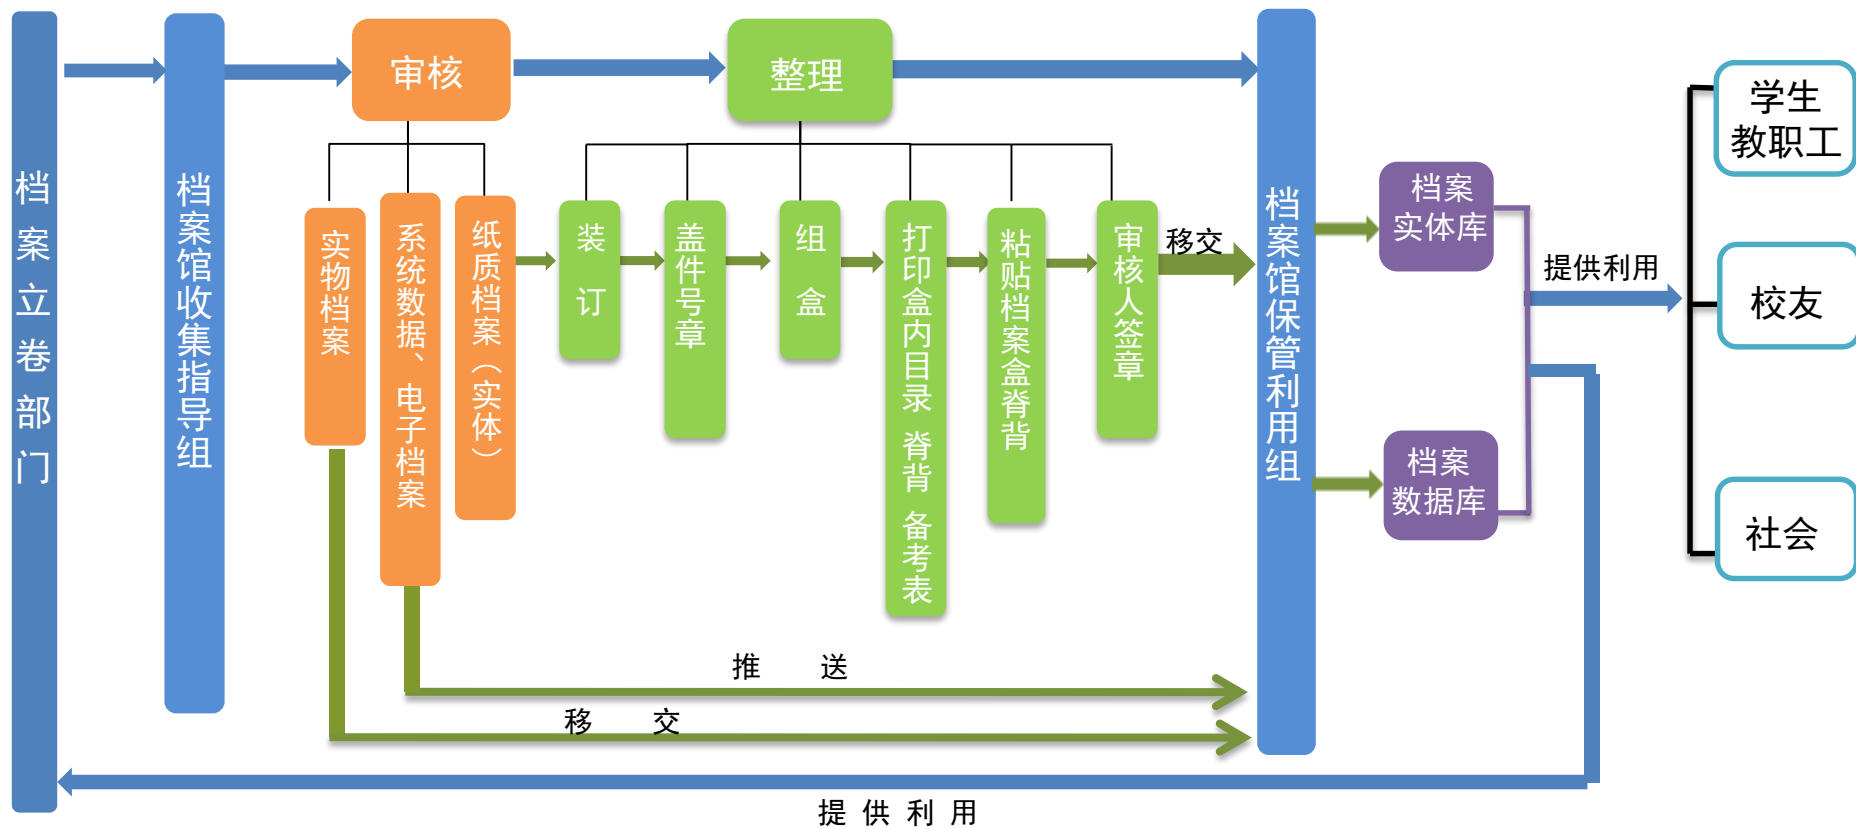 档案立卷部门
档案馆收集指导组
审核
实物档案
系统数据、电子档案
纸质档案（实体）
整理
装订
盖件号章
组盒
打印盒内目录 脊背 备考表
粘贴档案盒脊背
审核人签章
移交
推 送
移 交
档案馆保管利用组
档案
实体库
档案
数据库
提供利用
学生
教职工
校友
社会
提供利用